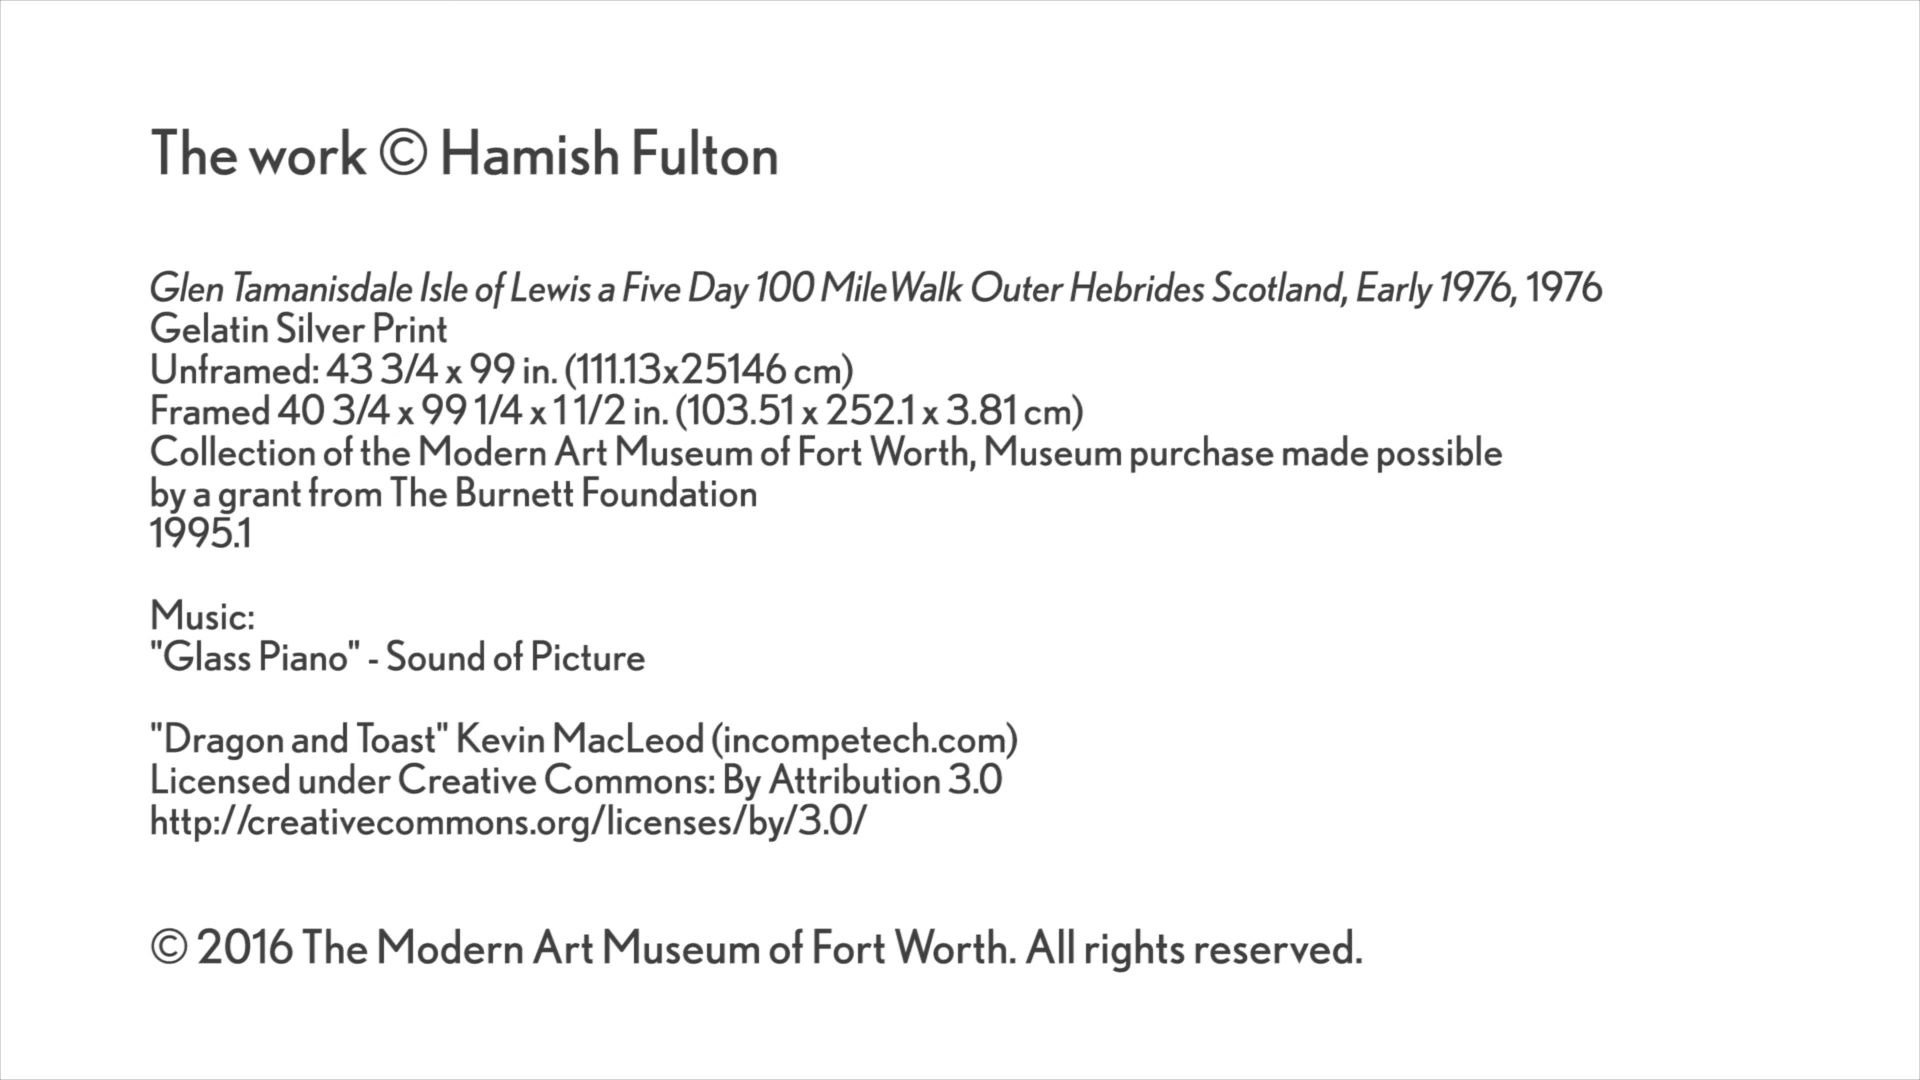 The work © Hamish Fulton
Glen Tamanisdale Isle of Lewis a Five Day 100 Mile Walk Outer Hebrides Scotland, Early 1976, 1976
Gelatin Silver Print
Unframed: 43 3/4 x 99 in. (111.13x25146 cm)
Framed 40 3/4 x 99 1/4 x 1 1/2 in. (103.51 x 252.1 x 3.81 cm)
Collection of the Modern Art Museum of Fort Worth, Museum purchase made possible
by a grant from The Burnett Foundation
1995.1
Music:
"Glass Piano" - Sound of Picture
"Dragon and Toast" Kevin MacLeod (incompetech.com)
Licensed under Creative Commons: By Attribution 3.0
http://creativecommons.org/licenses/by/3.0/
© 2016 The Modern Art Museum of Fort Worth. All rights reserved.